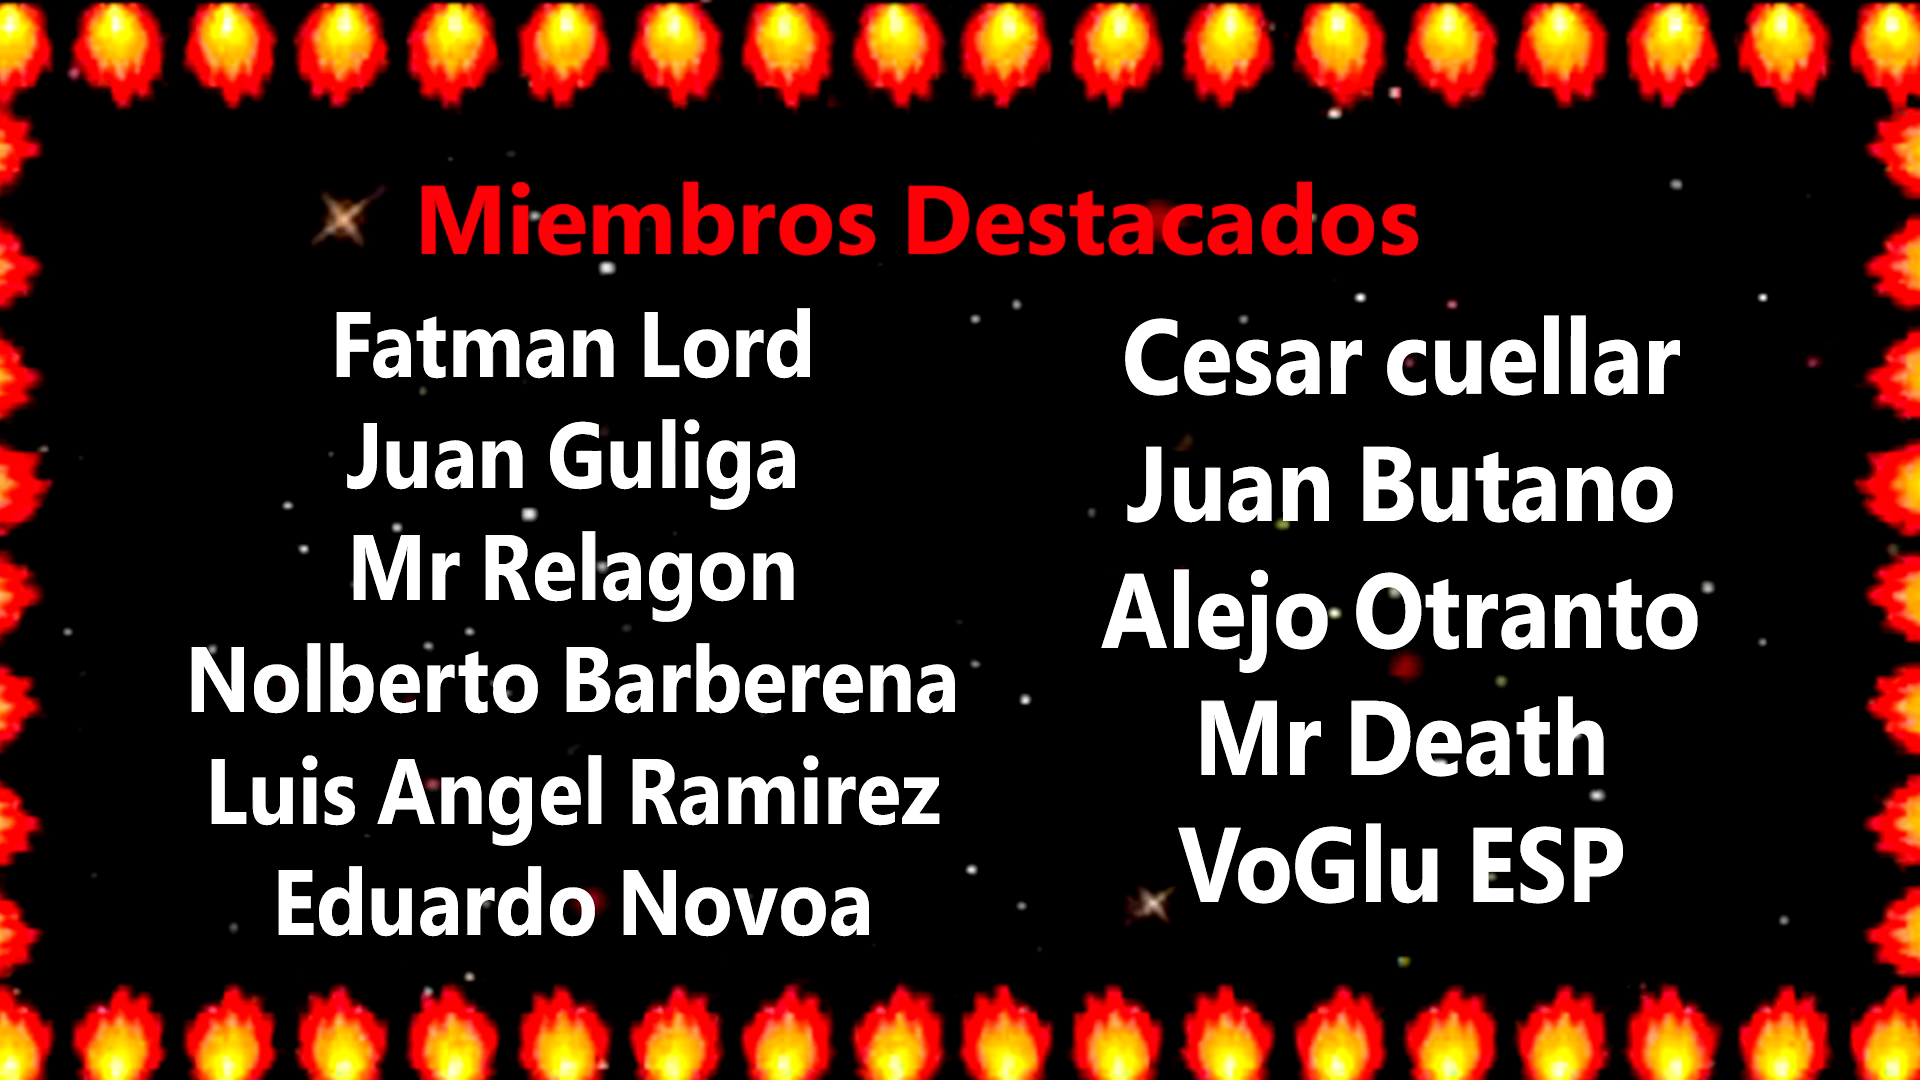 Miembros Destacados
Fatman Lord
Juan Guliga
Mr Relagon
Nolberto Barberena
Luis Angel Ramirez
Eduardo Novoa
Cesar cuellar
Juan Butano
Alejo Otranto
Mr Death
VoGlu ESP